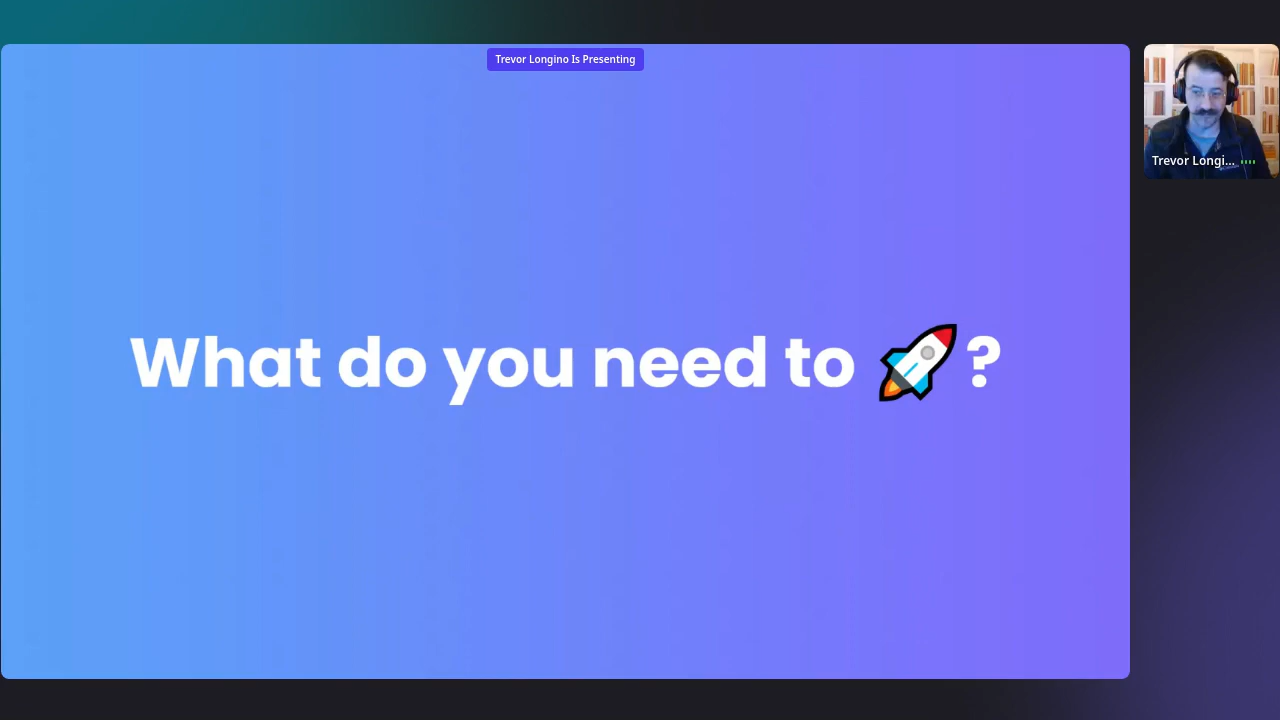 Trevor Longino Is Presenting
What do you need to 🚀?
Trevor Longi...